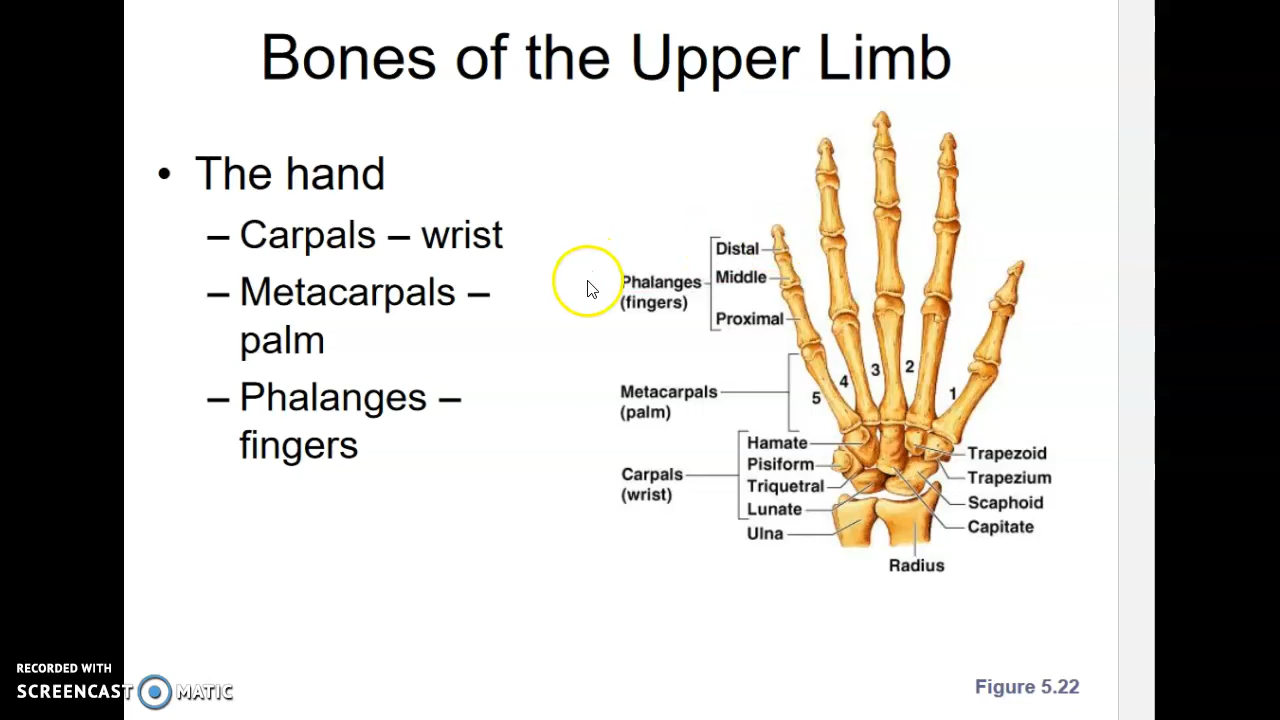 Bones of the Upper Limb
• The hand
– Carpals – wrist
– Metacarpals –
palm
– Phalanges –
fingers
Distal
Middle
Phalanges
(fingers)
Proximal
Metacarpals
(palm)
5
4
3
2
1
Carpals
(wrist)
Hamate
Pisiform
Triquetral
Lunate
Ulna
Trapezoid
Trapezium
Scaphoid
Capitate
Radius
Figure 5.22
RECORDED WITH
SCREENCAST MATIC